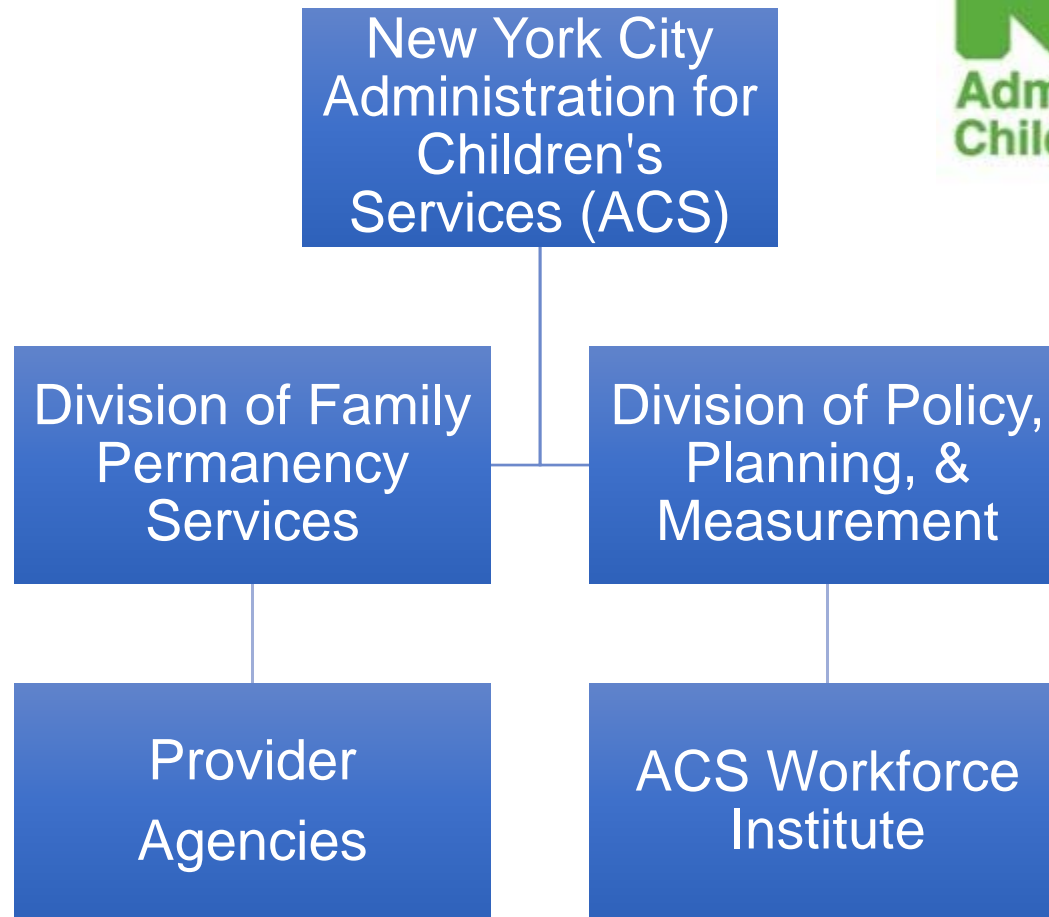 New York City
Administration for
Children's
Services (ACS)
Division of Family
Permanency
Services
Division of Policy,
Planning, &
Measurement
Provider
Agencies
ACS Workforce
Institute